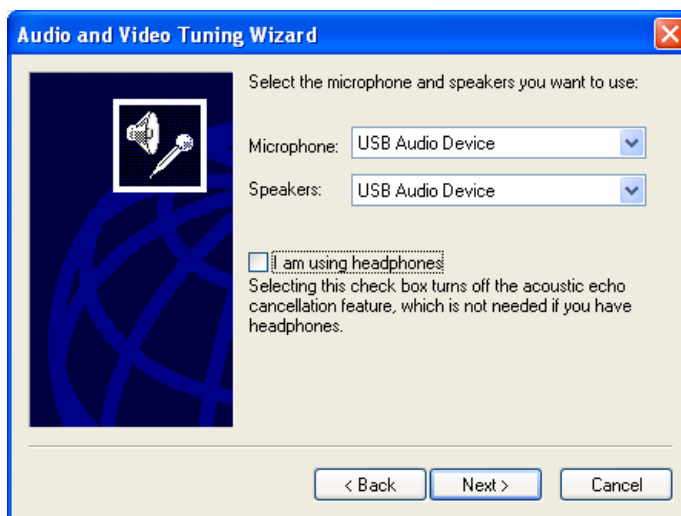 Audio and Video Tuning Wizard
Select the microphone and speakers you want to use:
Microphone: USB Audio Device
Speakers: USB Audio Device
I am using headphones
Selecting this check box turns off the acoustic echo
cancellation feature, which is not needed if you have
headphones.
< Back Next > Cancel